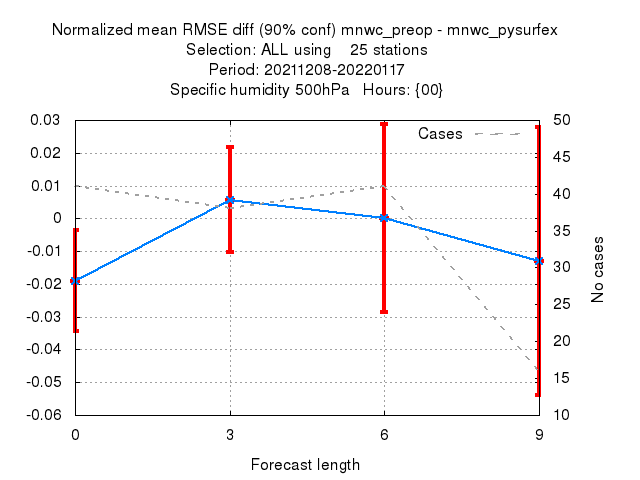 Normalized mean RMSE diff (90% conf) mnwc_preop - mnwc_pysurfex
Selection: ALL using    25 stations
Period: 20211208-20220117
Specific humidity 500hPa   Hours: {00}
0.03
0.02
0.01
0
-0.01
-0.02
-0.03
-0.04
-0.05
-0.06
Cases
50
45
40
35
30
25
20
15
10
No cases
0 3 6 9
Forecast length